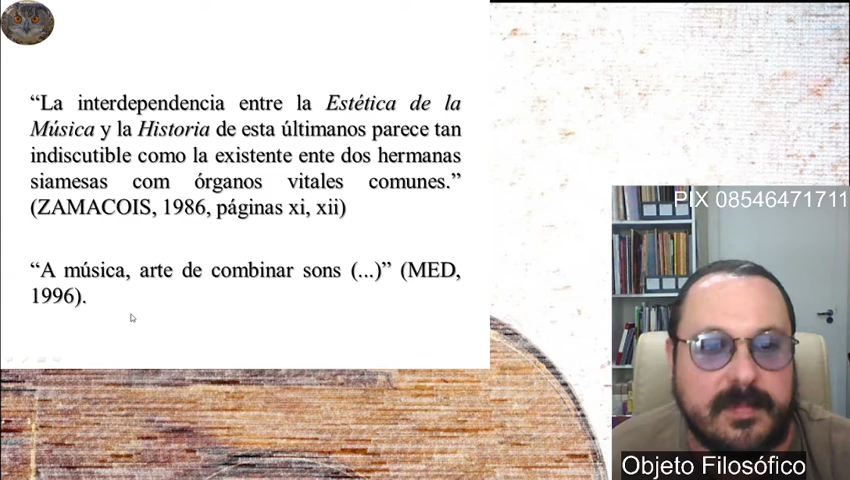 “La interdependencia entre la Estética de la
Música y la Historia de esta últimanos parece tan
indiscutible como la existente ente dos hermanas
siamesas com órganos vitales comunes.”
(ZAMACOIS, 1986, páginas xi, xii)
“A música, arte de combinar sons (...)” (MED,
1996).
PIX 08546471711
Objeto Filosófico